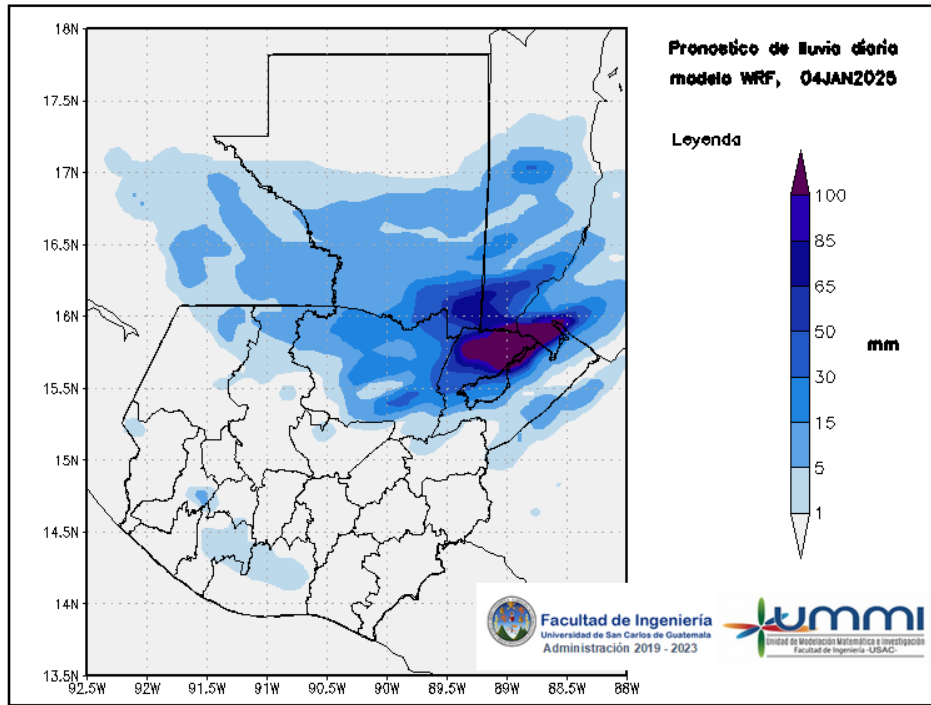 18N
17.5N
17N
16.5N
16N
15.5N
15N
14.5N
14N
13.5N
92.5W
92W
91.5W
91W
90.5W
90W
89.5W
89W
88.5W
88W
Pronostico de lluvia diaria
modelo WRF, 04JAN2025
Leyenda
100
85
65
50
30
15
5
1
mm
Facultad de Ingeniería
Universidad de San Carlos de Guatemala
Administración 2019 - 2023
ummi
Unidad de Modelación Matemática e Investigación
Facultad de Ingeniería -USAC-